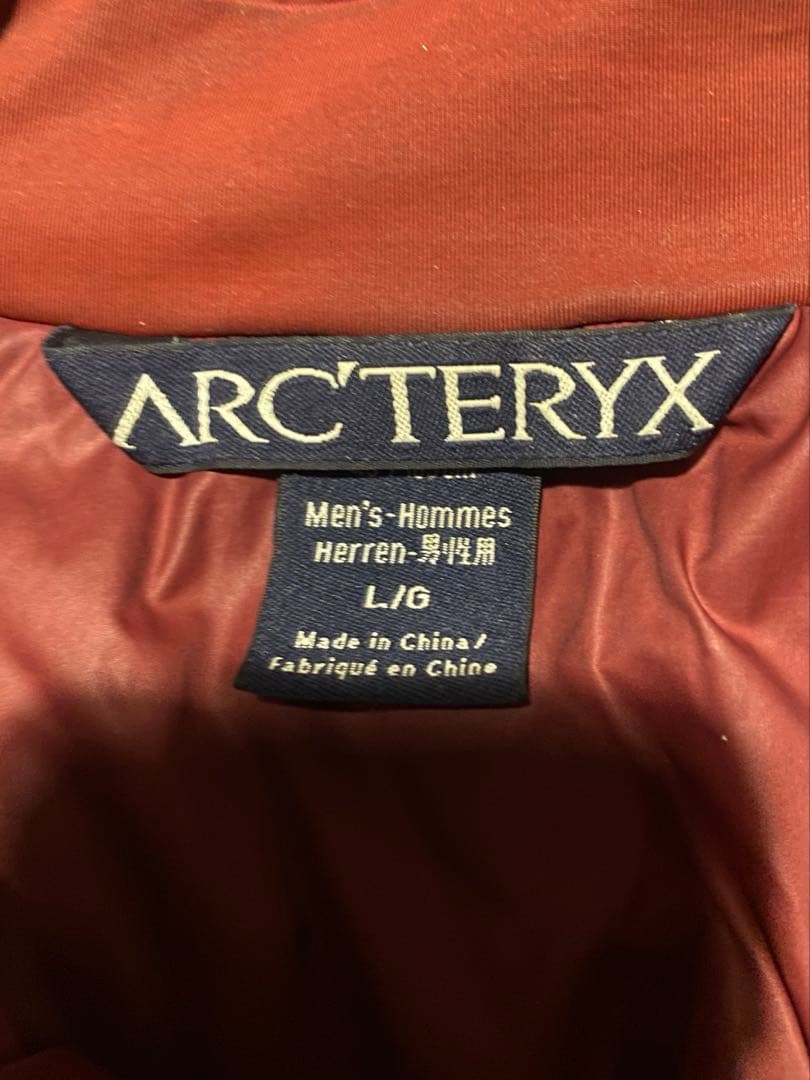 ARC'TERYX
Men's-Hommes
Herren-男性用
L/G
Made in China/
Fabriqué en Chine